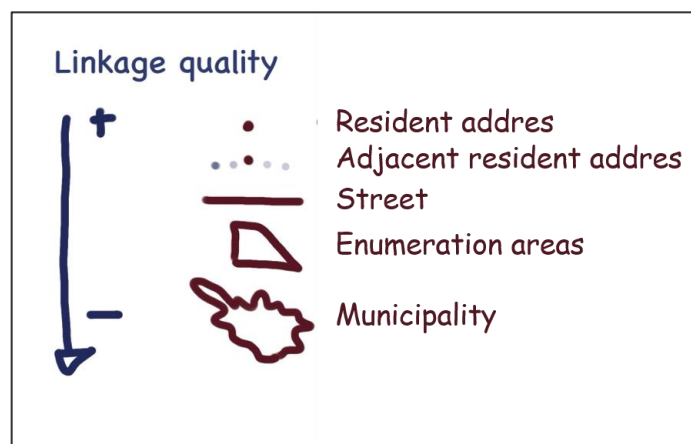 Linkage quality
+
Resident addres
Adjacent resident addres
Street
Enumeration areas
−
Municipality